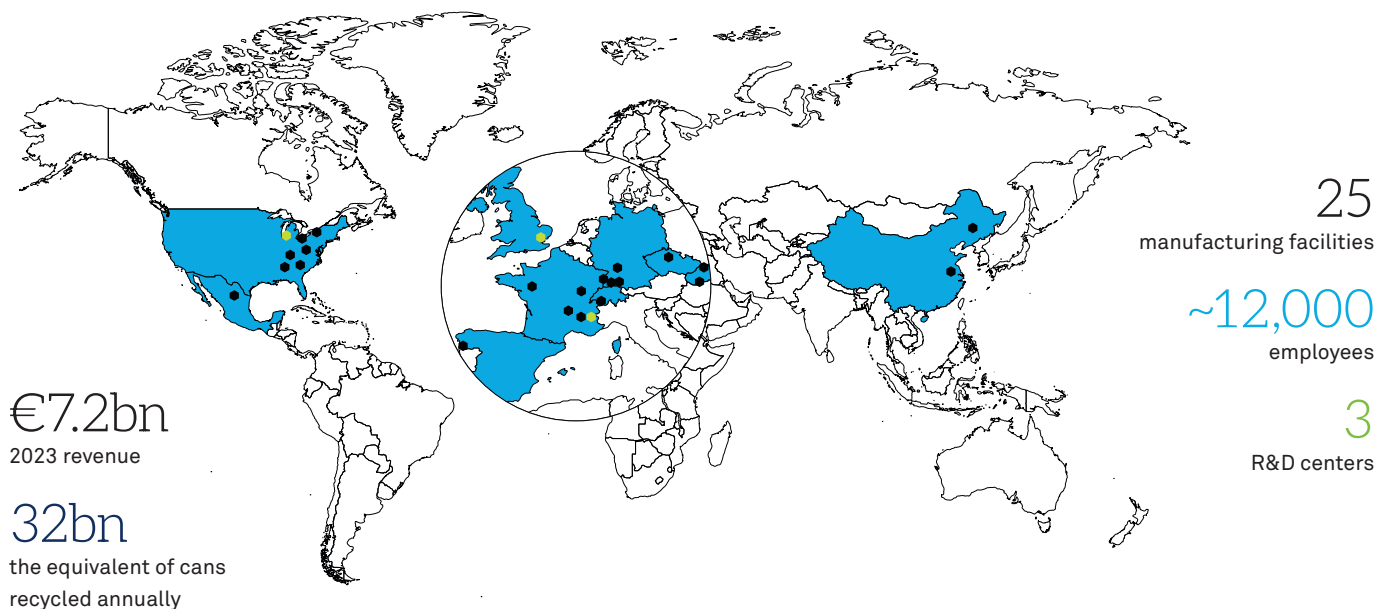 25
manufacturing facilities
~12,000
employees
3
R&D centers
€7.2bn
2023 revenue
32bn
the equivalent of cans
recycled annually